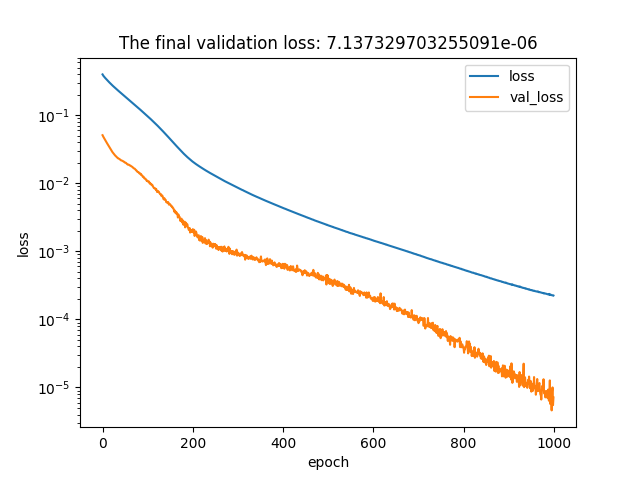 The final validation loss: 7.137329703255091e-06
loss
val_loss
10⁻¹
10⁻²
10⁻³
10⁻⁴
10⁻⁵
loss
0 200 400 600 800 1000
epoch